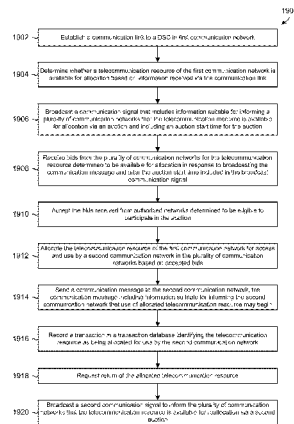 190
1902
Establish a communication link to a DSC in first communication network
1904
Determine whether a telecommunication resource of the first communication network is
available for allocation based on information received via the communication link
1906
Broadcast a communication signal that includes information suitable for informing a
plurality of communication networks that the telecommunication resource is available
for allocation via an auction and including an auction start time for the auction
1908
Receive bids from the plurality of communication networks for the telecommunication
resource determined to be available for allocation in response to broadcasting the
communication message and after the auction start time included in the broadcast
communication signal
1910
Accept the bids received from authorized networks determined to be eligible to
participate in the auction
1912
Allocate the telecommunication resource of the first communication network for access
and use by a second communication network in the plurality of communication
networks based on accepted bids
1914
Send a communication message to the second communication network, the
communication message including information suitable for informing the second
communication network that use of allocated telecommunication resource may begin
1916
Record a transaction in a transaction database identifying the telecommunication
resource as being allocated for use by the second communication network
1918
Request return of the allocated telecommunication resource
1920
Broadcast a second communication signal to inform the plurality of communication
networks that the telecommunication resource is available for reallocation via a second
auction